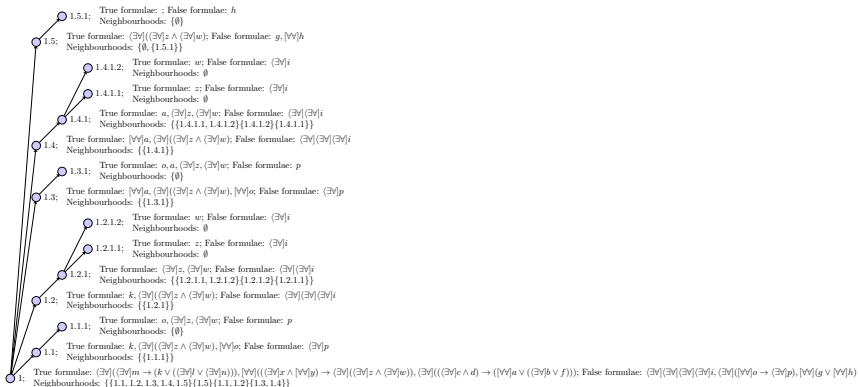 1.5.1; True formulae: ; False formulae: h
Neighbourhoods: {∅}
1.5; True formulae: ⟨∃∀](⟨∃∀]z ∧ ⟨∃∀]w); False formulae: g, [∀∀⟩h
Neighbourhoods: {∅, {1.5.1}}
1.4.1.2; True formulae: w; False formulae: ⟨∃∀]i
Neighbourhoods: ∅
1.4.1.1; True formulae: z; False formulae: ⟨∃∀]i
Neighbourhoods: ∅
1.4.1; True formulae: a, ⟨∃∀]z, ⟨∃∀]w; False formulae: ⟨∃∀]⟨∃∀]i
Neighbourhoods: {{1.4.1.1, 1.4.1.2}{1.4.1.2}{1.4.1.1}}
1.4; True formulae: [∀∀]a, ⟨∃∀](⟨∃∀]z ∧ ⟨∃∀]w); False formulae: ⟨∃∀]⟨∃∀]⟨∃∀]i
Neighbourhoods: {{1.4.1}}
1.3.1; True formulae: o, a, ⟨∃∀]z, ⟨∃∀]w; False formulae: p
Neighbourhoods: {∅}
1.3; True formulae: [∀∀]a, ⟨∃∀](⟨∃∀]z ∧ ⟨∃∀]w), [∀∀]o; False formulae: ⟨∃∀]p
Neighbourhoods: {{1.3.1}}
1.2.1.2; True formulae: w; False formulae: ⟨∃∀]i
Neighbourhoods: ∅
1.2.1.1; True formulae: z; False formulae: ⟨∃∀]i
Neighbourhoods: ∅
1.2.1; True formulae: ⟨∃∀]z, ⟨∃∀]w; False formulae: ⟨∃∀]⟨∃∀]i
Neighbourhoods: {{1.2.1.1, 1.2.1.2}{1.2.1.2}{1.2.1.1}}
1.2; True formulae: k, ⟨∃∀](⟨∃∀]z ∧ ⟨∃∀]w); False formulae: ⟨∃∀]⟨∃∀]⟨∃∀]i
Neighbourhoods: {{1.2.1}}
1.1.1; True formulae: o, ⟨∃∀]z, ⟨∃∀]w; False formulae: p
Neighbourhoods: {∅}
1.1; True formulae: k, ⟨∃∀](⟨∃∀]z ∧ ⟨∃∀]w), [∀∀]o; False formulae: ⟨∃∀]p
Neighbourhoods: {{1.1.1}}
1; True formulae: ⟨∃∀](⟨∃∀]m → (k ∨ (⟨∃∀]l ∨ ⟨∃∀]n))), [∀∀](((⟨∃∀]x ∧ [∀∀]y) → ⟨∃∀](⟨∃∀]z ∧ ⟨∃∀]w)), ⟨∃∀](((⟨∃∀]c ∧ d) → ([∀∀]a ∨ (⟨∃∀]b ∨ f))); False formulae: ⟨∃∀]⟨∃∀]⟨∃∀]⟨∃∀]i, ⟨∃∀]([∀∀]o → ⟨∃∀]p), [∀∀](g ∨ [∀∀]h)
Neighbourhoods: {{1.1, 1.2, 1.3, 1.4, 1.5}{1.5}{1.1, 1.2}{1.3, 1.4}}